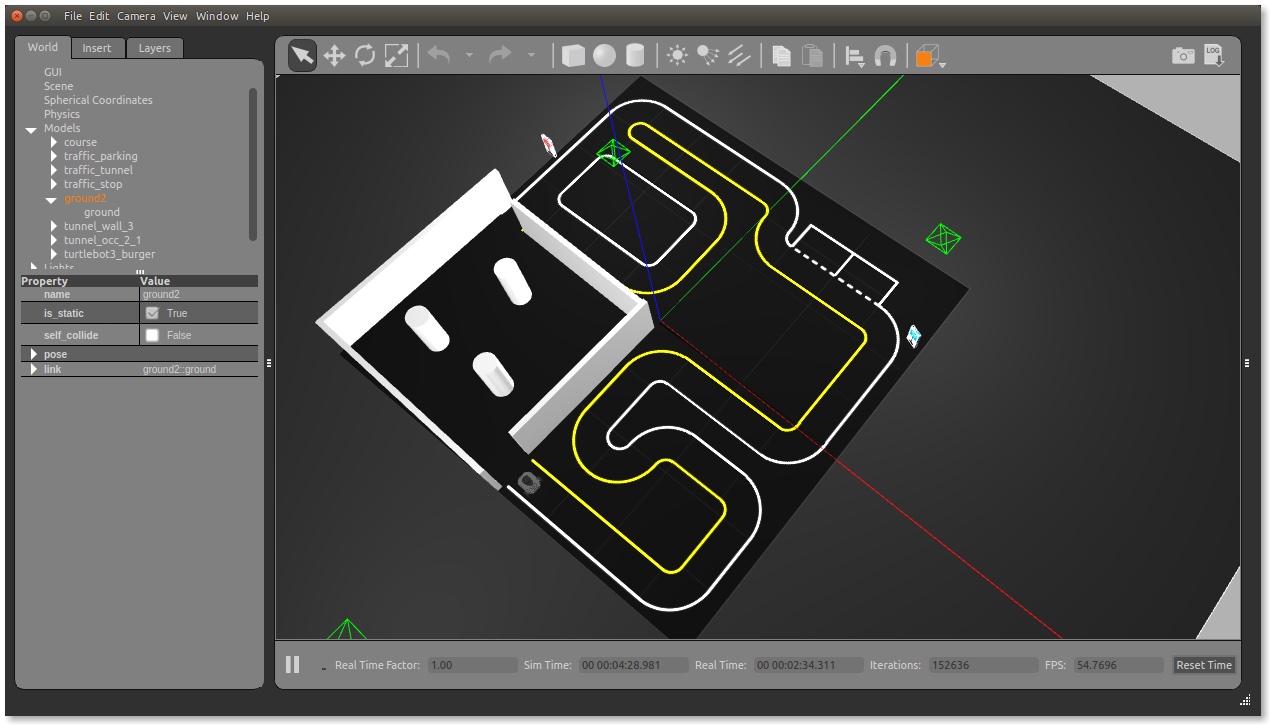 File Edit Camera View Window Help
World Insert Layers
GUI
Scene
Spherical Coordinates
Physics
Models
course
traffic_parking
traffic_tunnel
traffic_stop
ground2
ground
tunnel_wall_3
tunnel_occ_2_1
turtlebot3_burger
Lights
Property Value
name ground2
is_static True
self_collide False
pose
link ground2::ground
LOG
Real Time Factor: 1.00 Sim Time: 00 00:04:28.981 Real Time: 00 00:02:34.311 Iterations: 152636 FPS: 54.7696 Reset Time